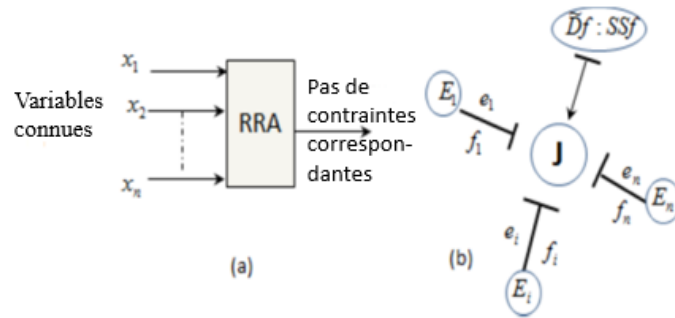 x₁
Variables
connues
x₂
xₙ
RRA
Pas de
contraintes
correspon-
dantes
(a)
D̃f : SSf
E₁
e₁
f₁
J
eₙ
fₙ
Eₙ
eᵢ
fᵢ
Eᵢ
(b)